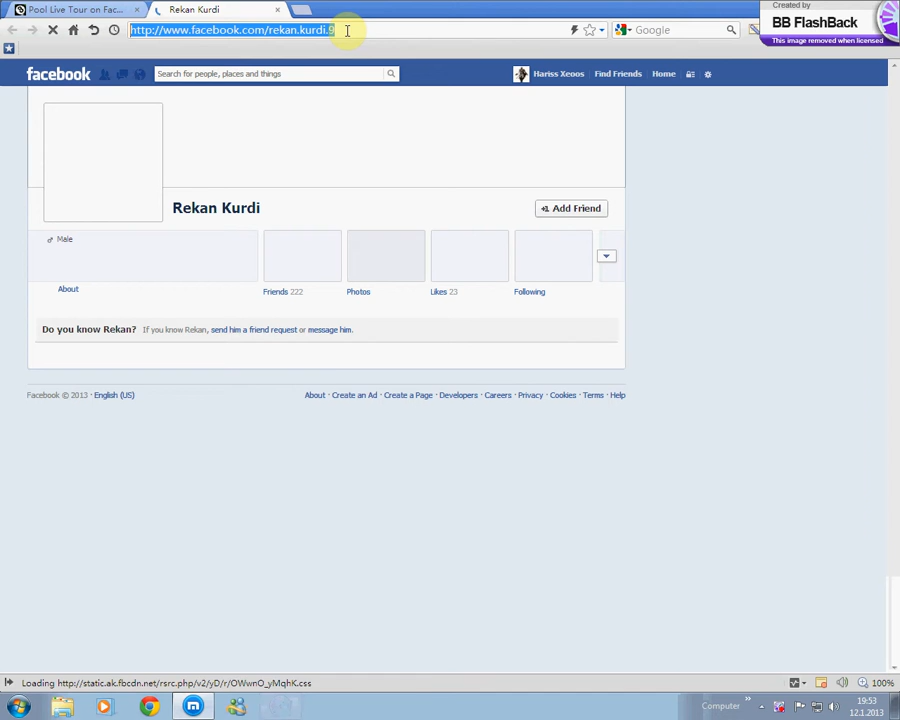 Pool Live Tour on Fac...
Rekan Kurdi
Created by
BB FlashBack
This image removed when licensed
http://www.facebook.com/rekan.kurdi.9
Google
facebook
Search for people, places and things
Hariss Xeoos
Find Friends
Home
Rekan Kurdi
+1 Add Friend
♂ Male
About
Friends 222
Photos
Likes 23
Following
Do you know Rekan? If you know Rekan, send him a friend request or message him.
Facebook © 2013 · English (US)
About · Create an Ad · Create a Page · Developers · Careers · Privacy · Cookies · Terms · Help
Loading http://static.ak.fbcdn.net/rsrc.php/v2/yD/r/OWwnO_yMqhK.css
100%
Computer
19:53
12.1.2013